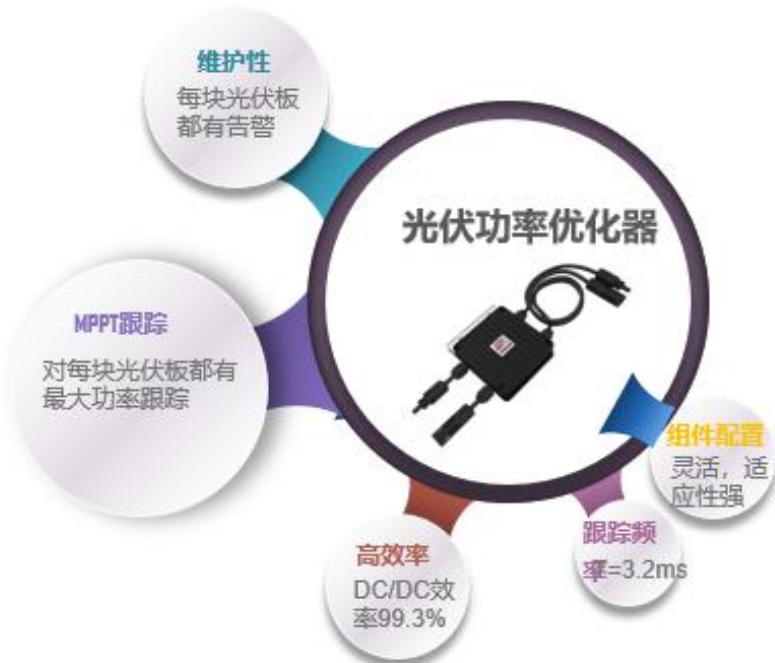 维护性
每块光伏板
都有告警
光伏功率优化器
MPPT跟踪
对每块光伏板都有
最大功率跟踪
组件配置
灵活，适
应性强
跟踪频
率
=3.2ms
高效率
DC/DC效
率99.3%